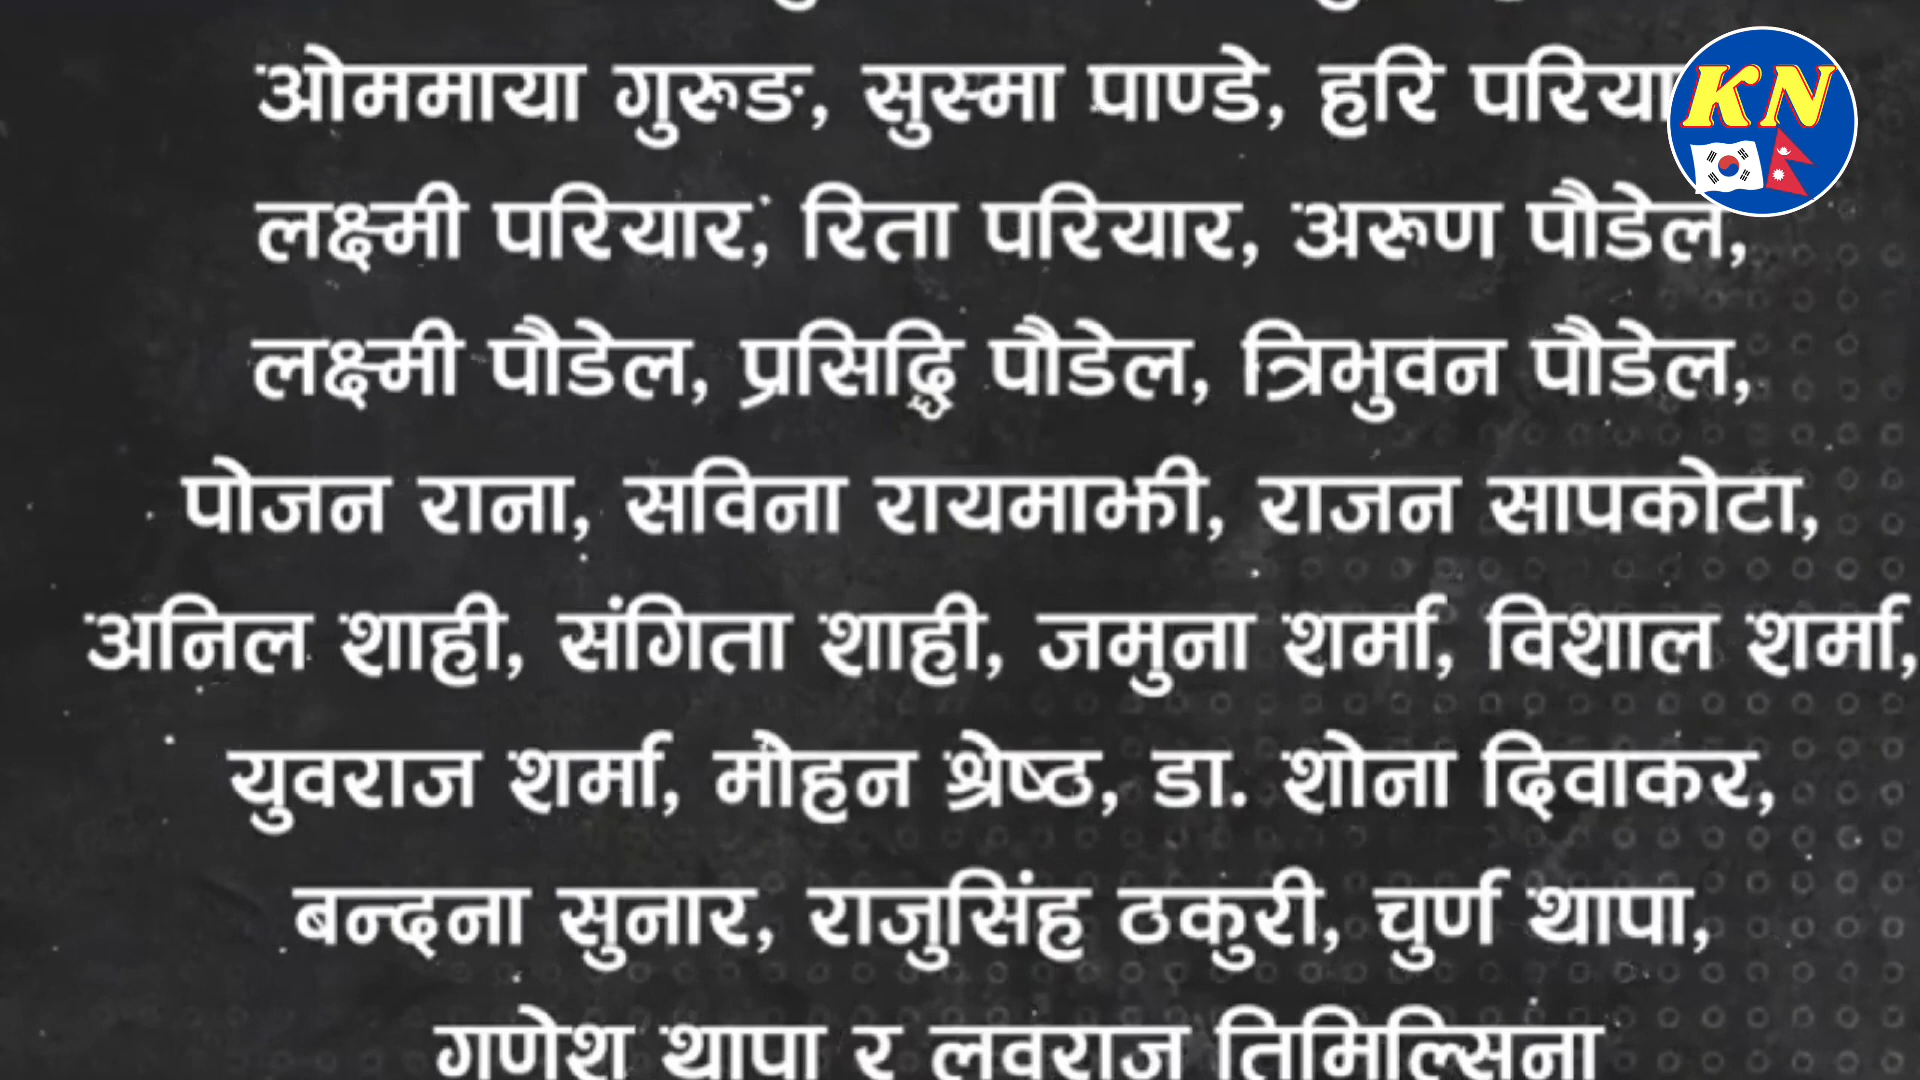 ओममाया गुरूङ, सुस्मा पाण्डे, हरि
KN
लक्ष्मी परियार, रिता परियार, अरूण पौडेल,
लक्ष्मी पौडेल, प्रसिद्धि पौडेल, त्रिभुवन पौडेल,
पोजन राना, सविना रायमाझी, राजन सापकोटा,
अनिल शाही, संगिता शाही, जमुना शर्मा, विशाल शर्मा,
युवराज शर्मा, मोहन श्रेष्ठ, डा. शोना दिवाकर,
बन्दना सुनार, राजुसिंह ठकुरी, चुर्ण थापा,
गणेश थापा र लवराज तिमिल्सिना